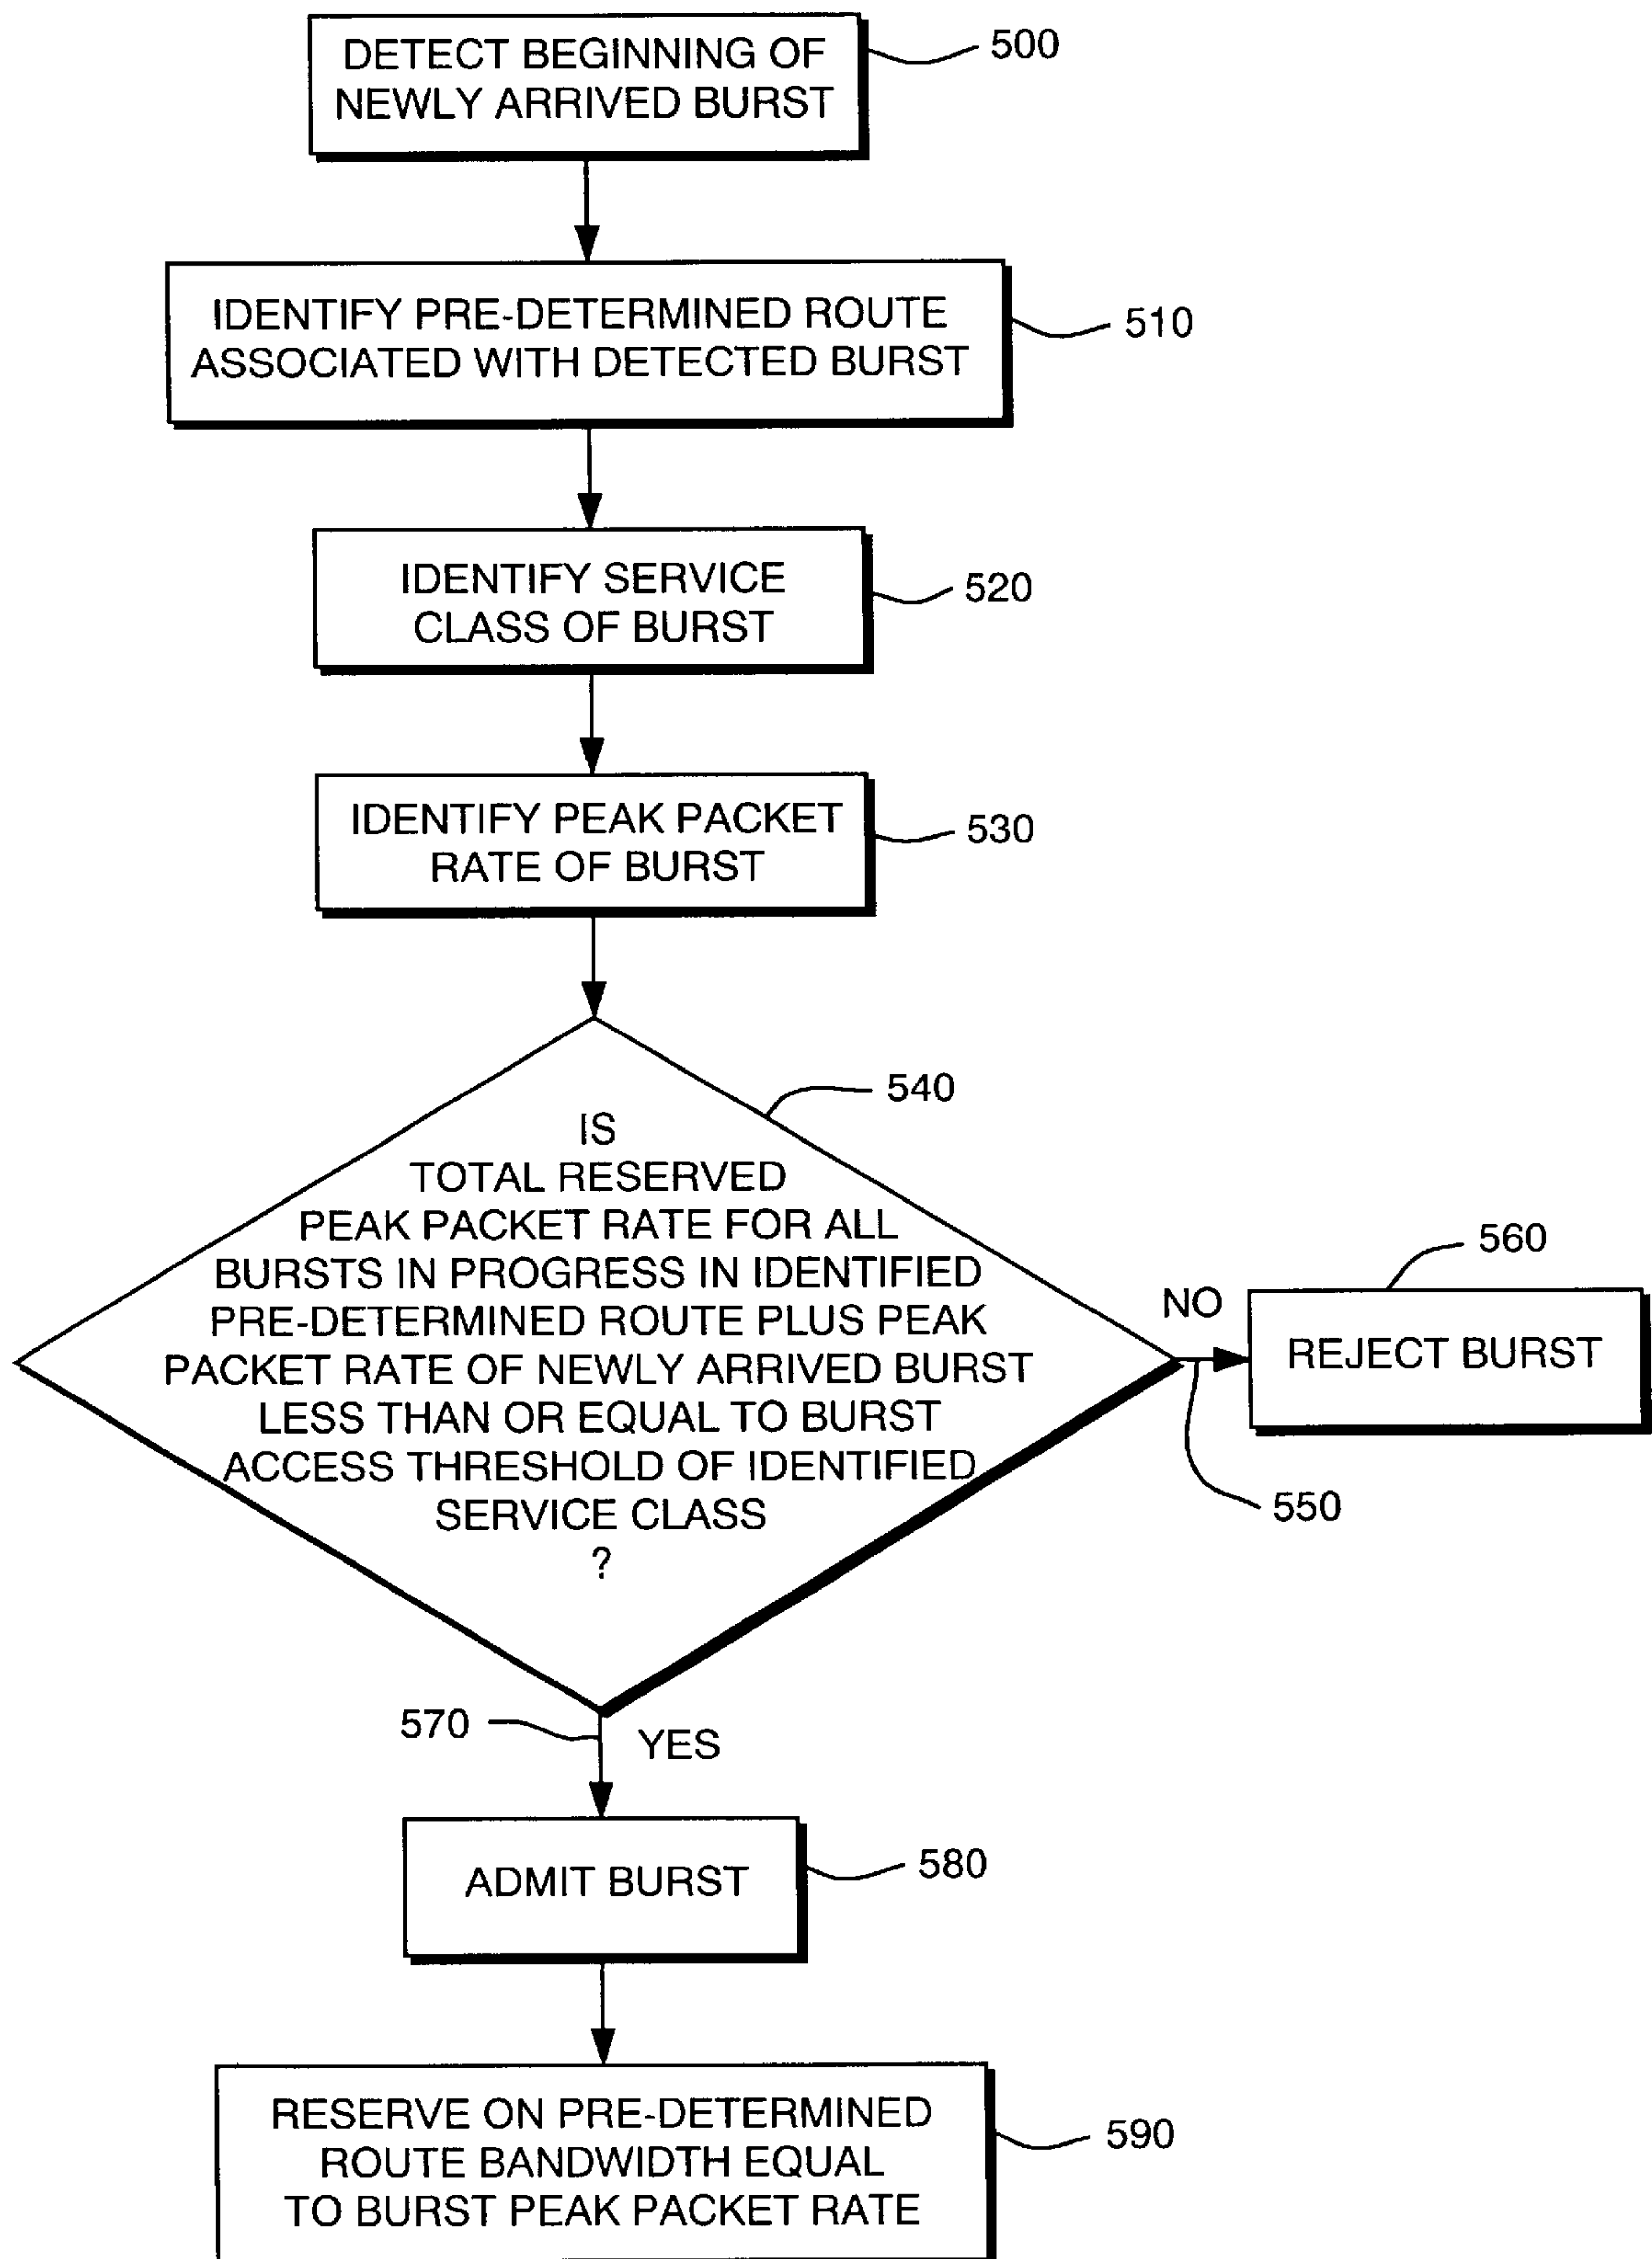 DETECT BEGINNING OF
NEWLY ARRIVED BURST
500
IDENTIFY PRE-DETERMINED ROUTE
ASSOCIATED WITH DETECTED BURST
510
IDENTIFY SERVICE
CLASS OF BURST
520
IDENTIFY PEAK PACKET
RATE OF BURST
530
540
IS
TOTAL RESERVED
PEAK PACKET RATE FOR ALL
BURSTS IN PROGRESS IN IDENTIFIED
PRE-DETERMINED ROUTE PLUS PEAK
PACKET RATE OF NEWLY ARRIVED BURST
LESS THAN OR EQUAL TO BURST
ACCESS THRESHOLD OF IDENTIFIED
SERVICE CLASS
?
NO
560
REJECT BURST
550
570
YES
ADMIT BURST
580
RESERVE ON PRE-DETERMINED
ROUTE BANDWIDTH EQUAL
TO BURST PEAK PACKET RATE
590